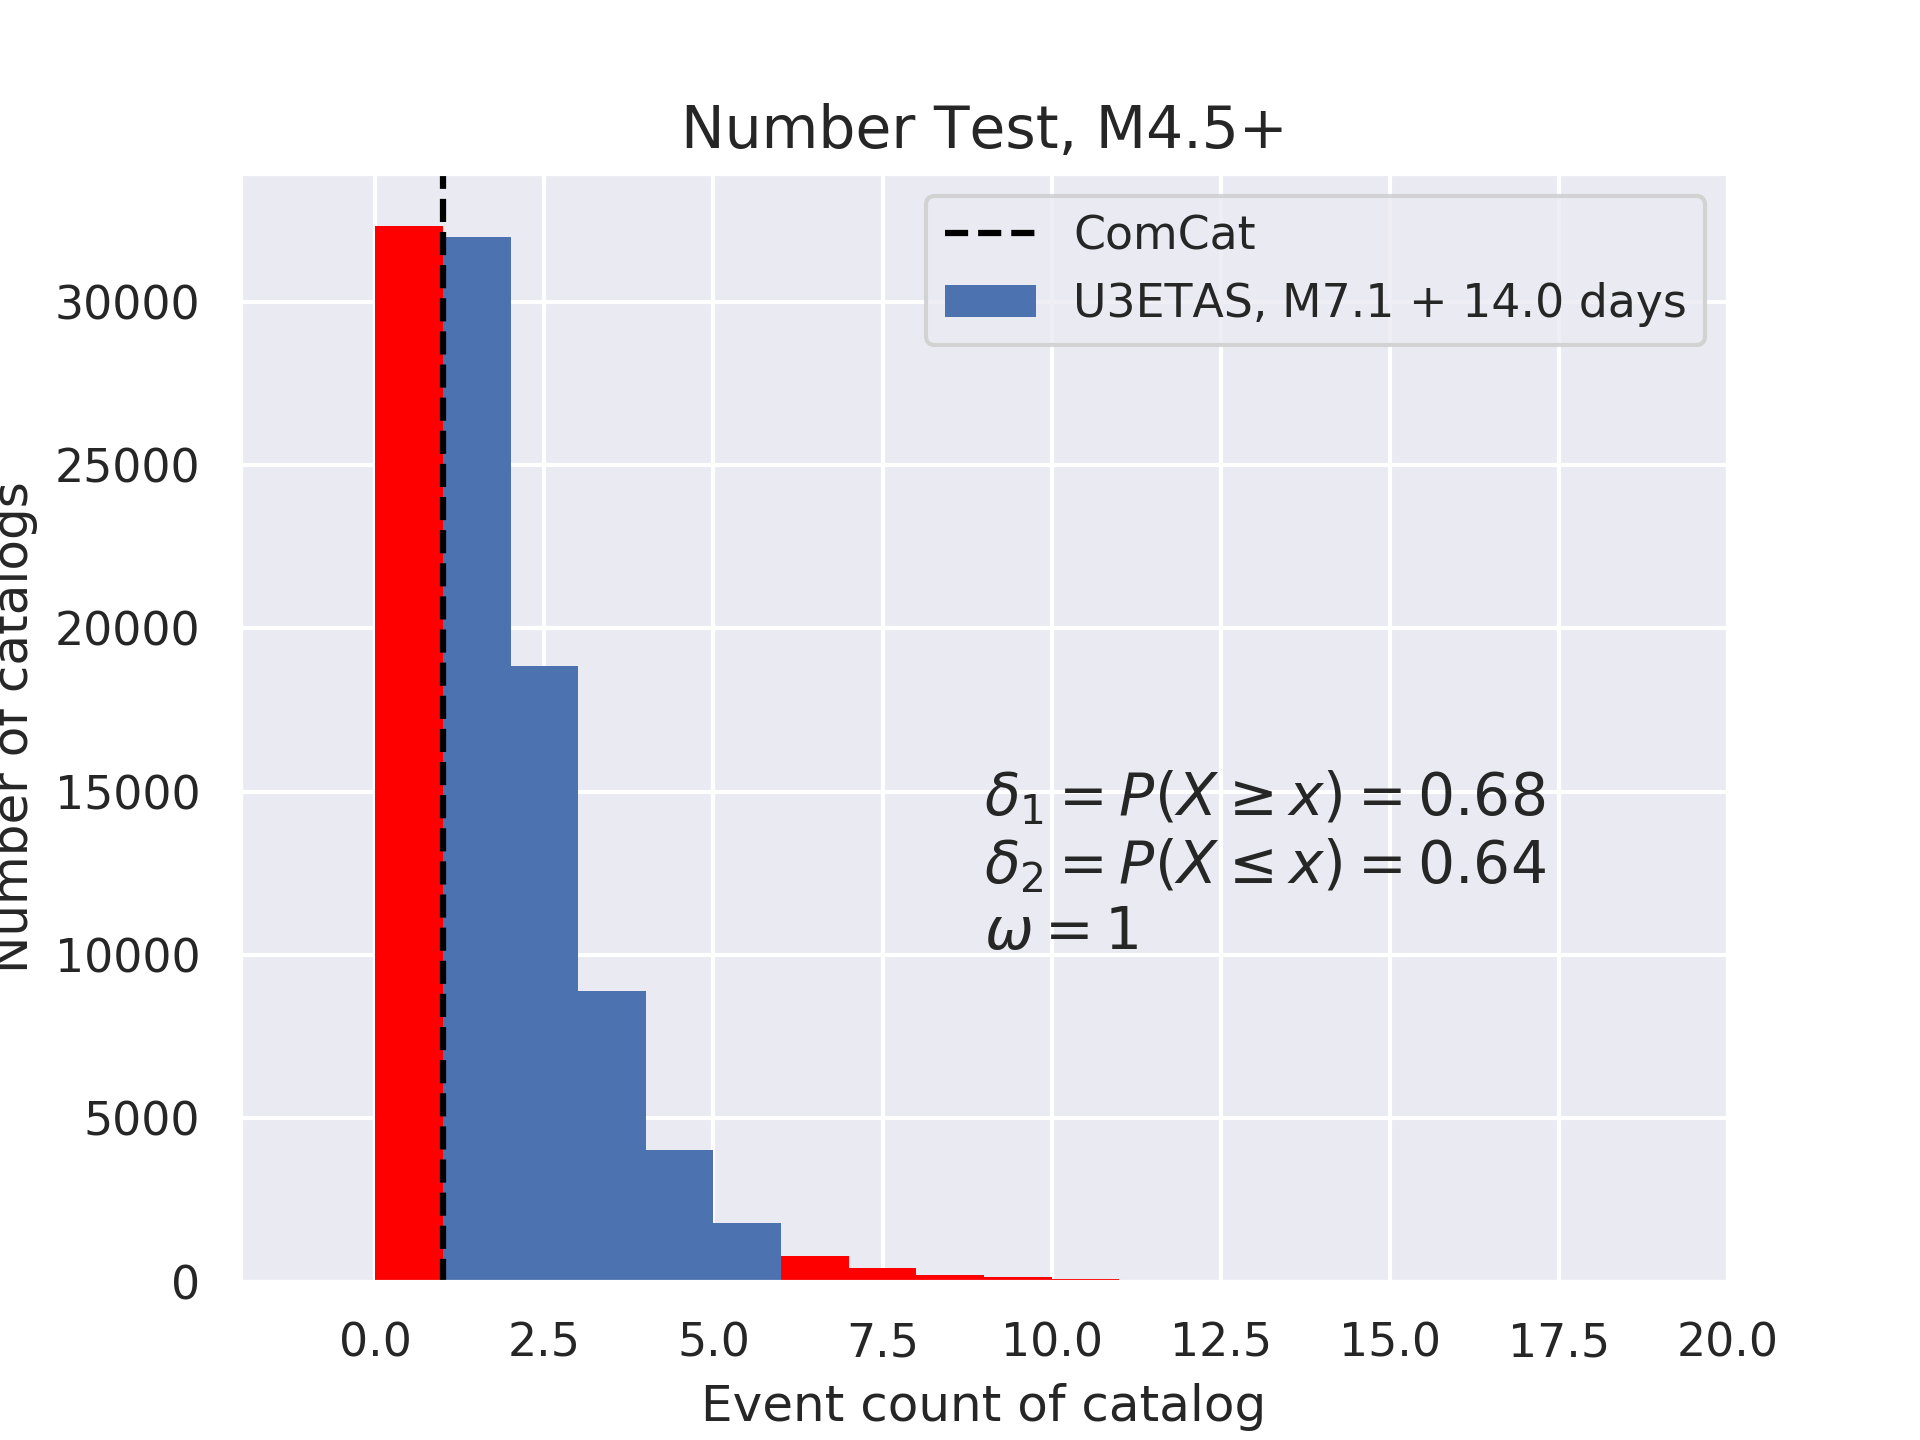 Number Test, M4.5+
ComCat
U3ETAS, M7.1 + 14.0 days
30000
25000
20000
15000
10000
5000
0
Number of catalogs
δ₁ = P(X ≥ x) = 0.68
δ₂ = P(X ≤ x) = 0.64
ω = 1
0.0 2.5 5.0 7.5 10.0 12.5 15.0 17.5 20.0
Event count of catalog